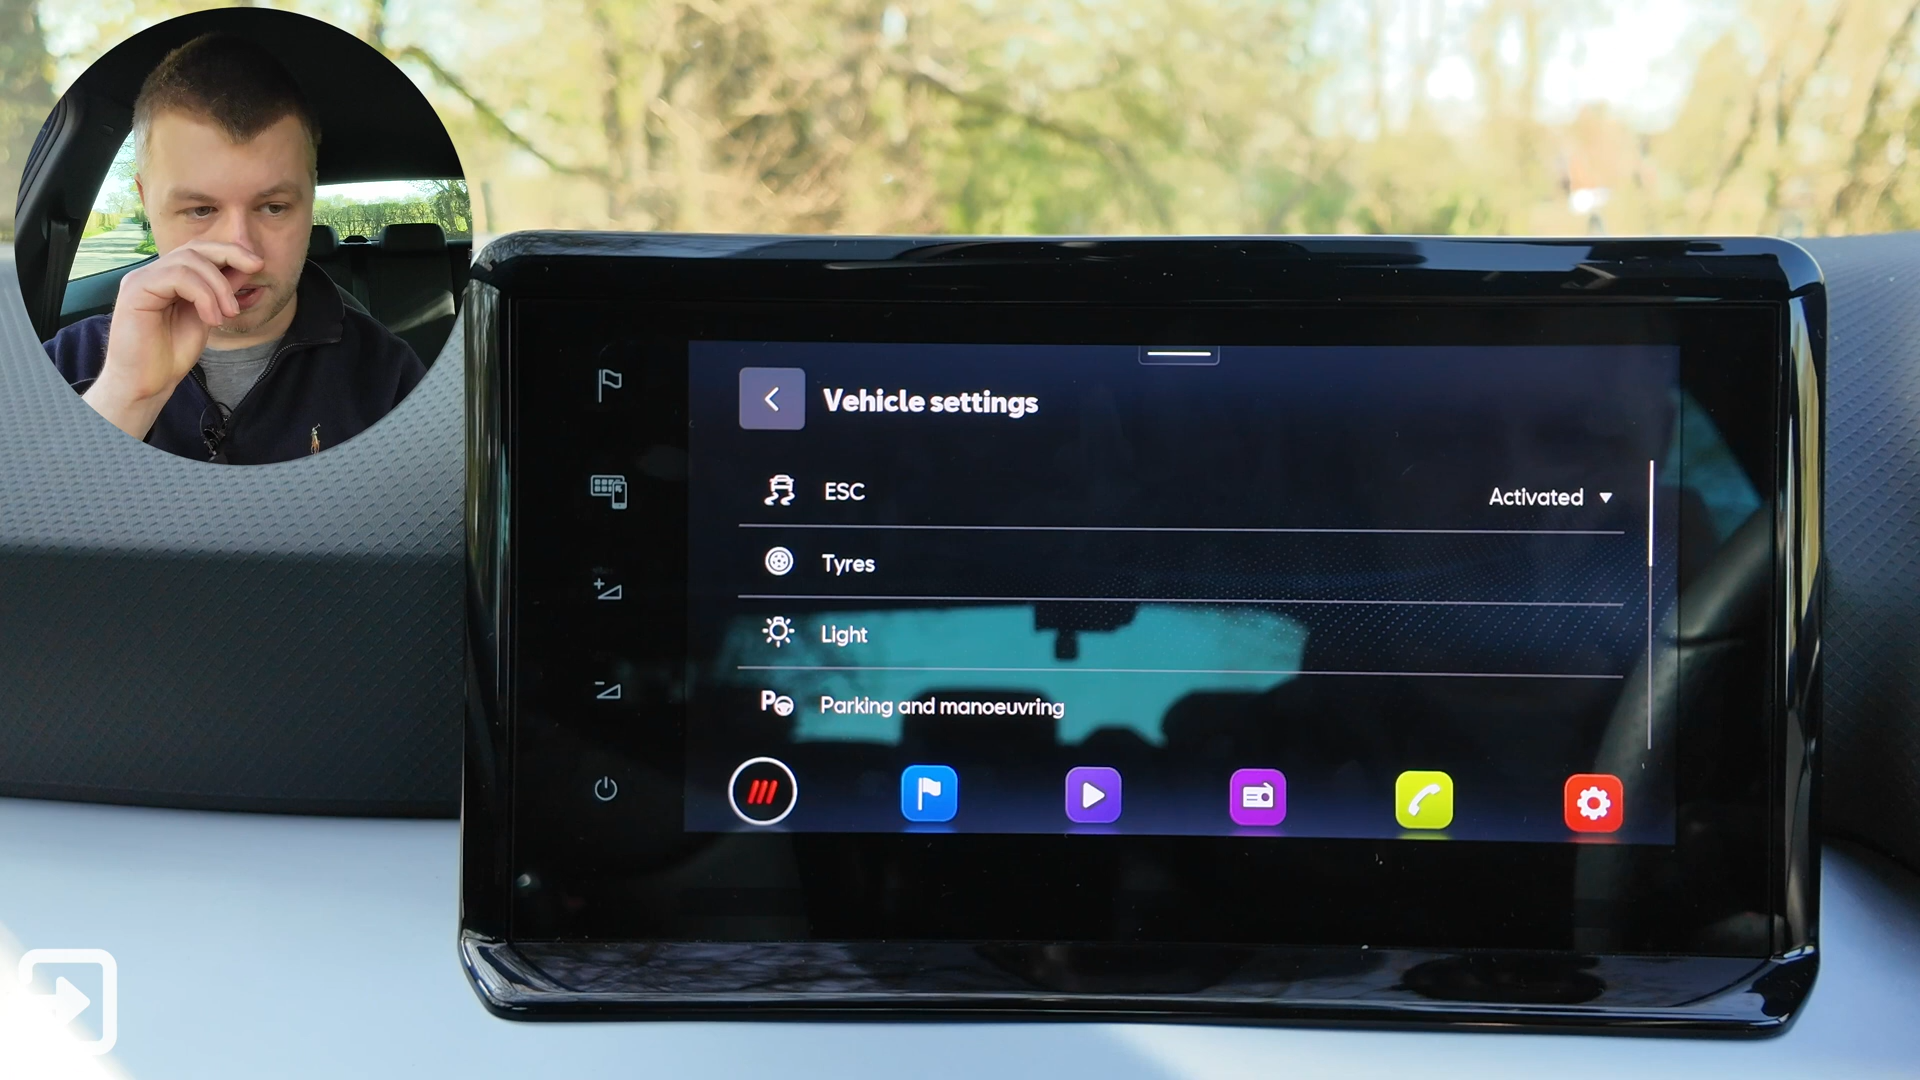 Vehicle settings
ESC
Activated
Tyres
Light
Parking and manoeuvring